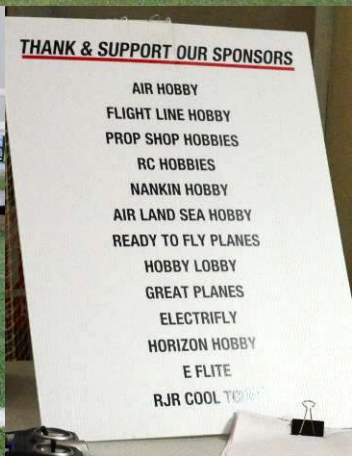 THANK & SUPPORT OUR SPONSORS
AIR HOBBY
FLIGHT LINE HOBBY
PROP SHOP HOBBIES
RC HOBBIES
NANKIN HOBBY
AIR LAND SEA HOBBY
READY TO FLY PLANES
HOBBY LOBBY
GREAT PLANES
ELECTRIFLY
HORIZON HOBBY
E FLITE
RJR COOL